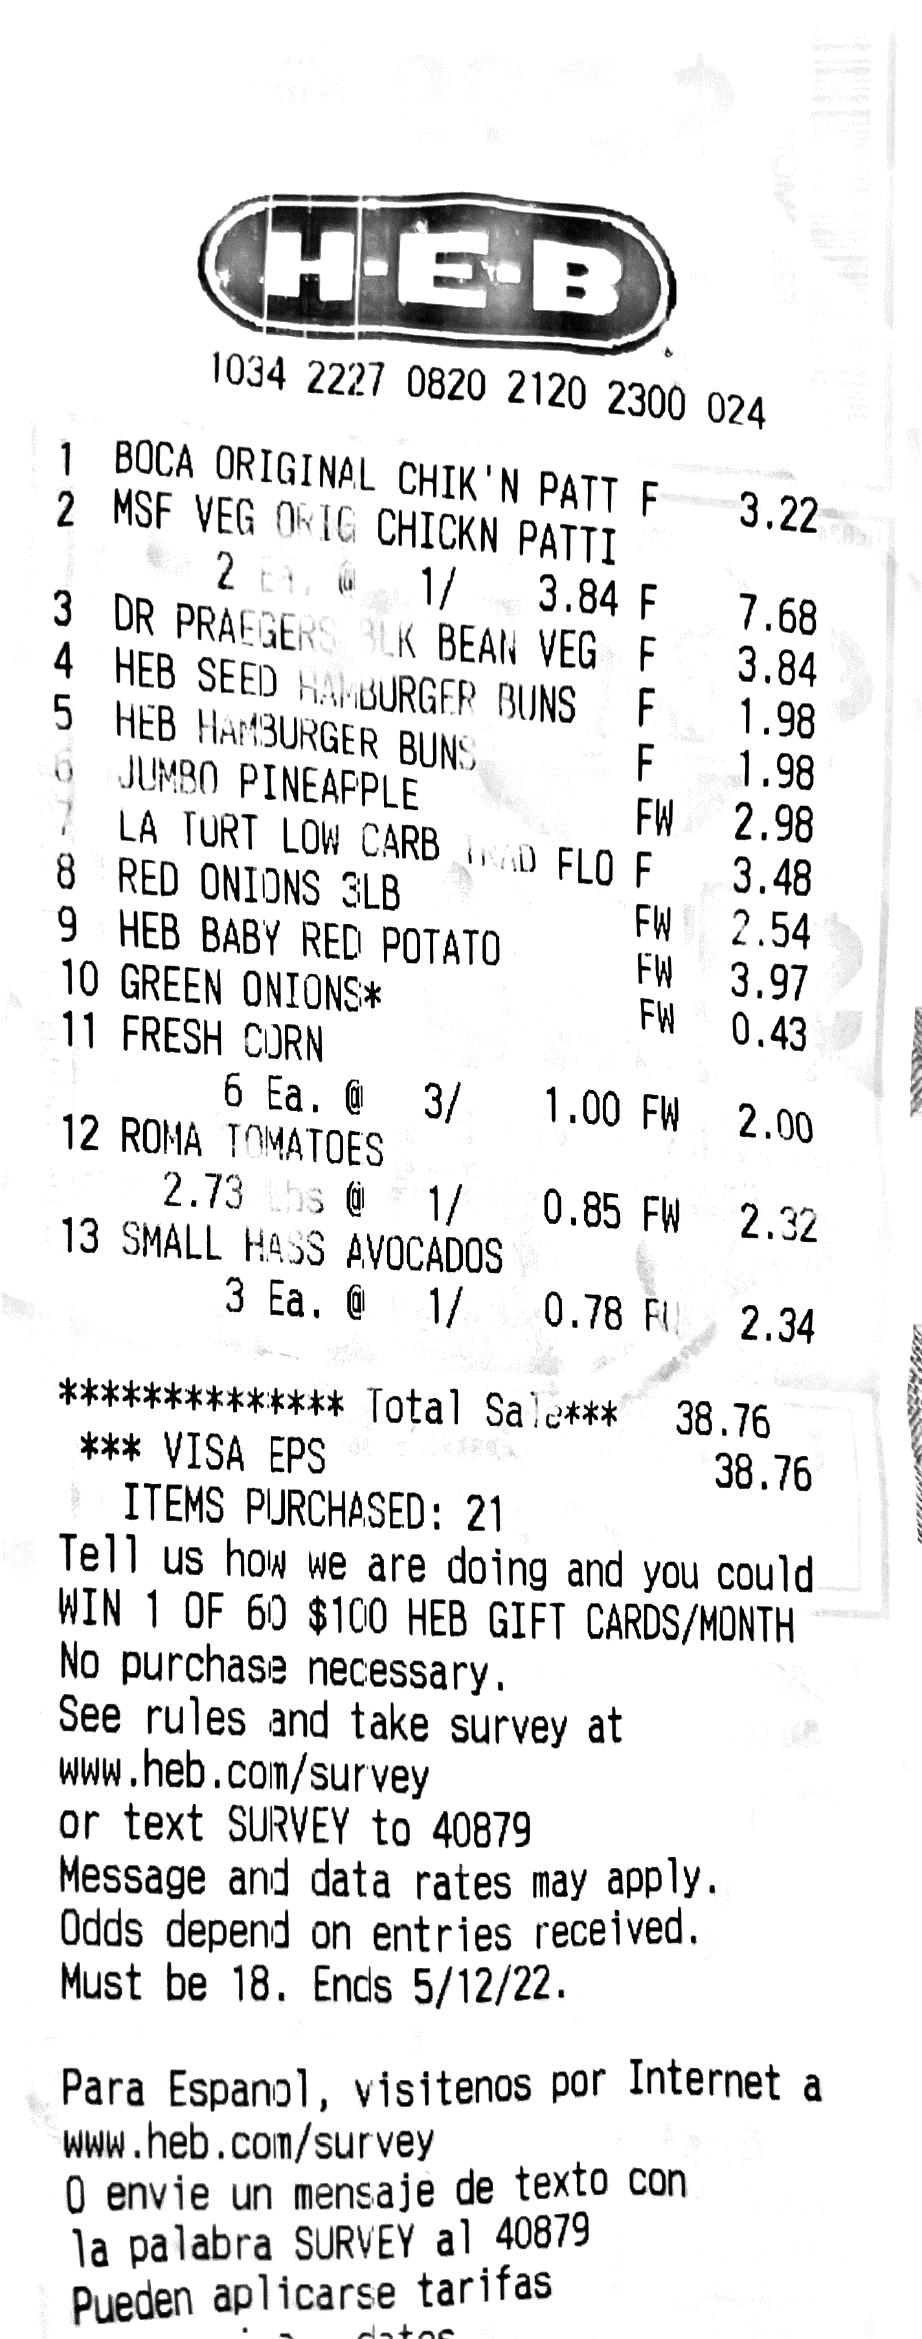 H-E-B
1034 2227 0820 2120 2300 024
1 BOCA ORIGINAL CHIK'N PATT F 3.22
2 MSF VEG ORIG CHICKN PATTI
2 Ea. @ 1/ 3.84 F 7.68
3 DR PRAEGERS BLK BEAN VEG F 3.84
4 HEB SEED HAMBURGER BUNS F 1.98
5 HEB HAMBURGER BUNS F 1.98
6 JUMBO PINEAPPLE FW 2.98
7 LA TORT LOW CARB TRAD FLO F 3.48
8 RED ONIONS 3LB FW 2.54
9 HEB BABY RED POTATO FW 3.97
10 GREEN ONIONS* FW 0.43
11 FRESH CORN
6 Ea. @ 3/ 1.00 FW 2.00
12 ROMA TOMATOES
2.73 Lbs @ 1/ 0.85 FW 2.32
13 SMALL HASS AVOCADOS
3 Ea. @ 1/ 0.78 FW 2.34
************** Total Sale*** 38.76
*** VISA EPS 38.76
ITEMS PURCHASED: 21
Tell us how we are doing and you could
WIN 1 OF 60 $100 HEB GIFT CARDS/MONTH
No purchase necessary.
See rules and take survey at
www.heb.com/survey
or text SURVEY to 40879
Message and data rates may apply.
Odds depend on entries received.
Must be 18. Ends 5/12/22.
Para Espanol, visitenos por Internet a
www.heb.com/survey
O envie un mensaje de texto con
la palabra SURVEY al 40879
Pueden aplicarse tarifas
datos